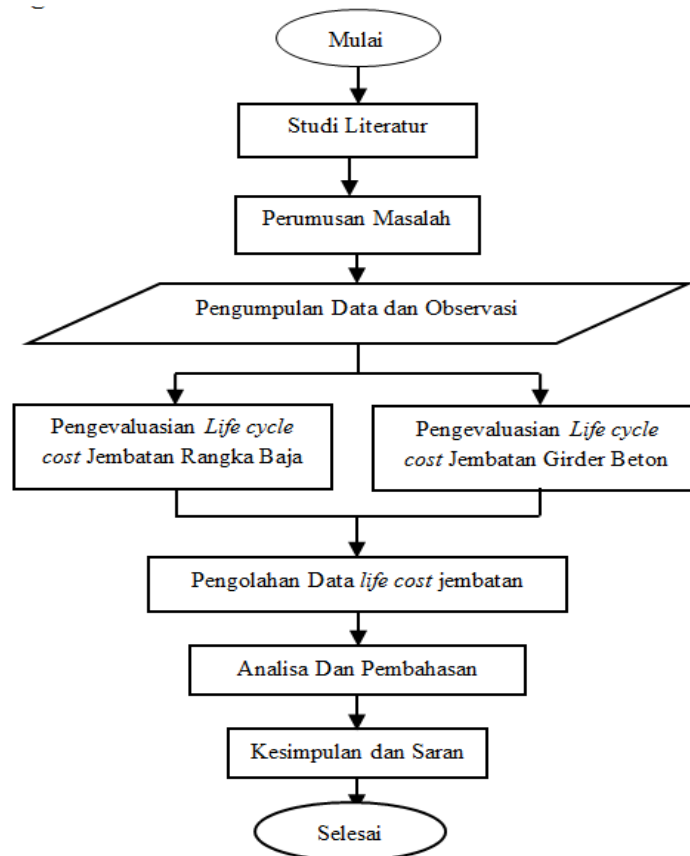 Mulai
Studi Literatur
Perumusan Masalah
Pengumpulan Data dan Observasi
Pengevaluasian Life cycle
cost Jembatan Rangka Baja
Pengevaluasian Life cycle
cost Jembatan Girder Beton
Pengolahan Data life cost jembatan
Analisa Dan Pembahasan
Kesimpulan dan Saran
Selesai